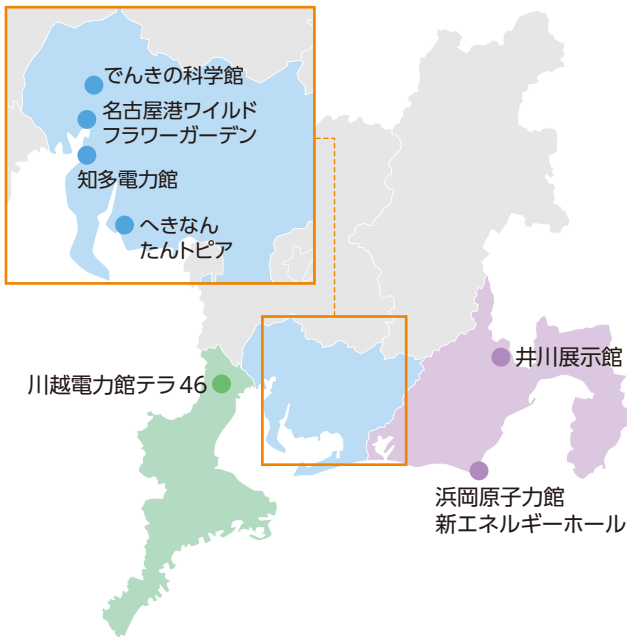 でんきの科学館
名古屋港ワイルド
フラワーガーデン
知多電力館
へきなん
たんトピア
井川展示館
川越電力館テラ46
浜岡原子力館
新エネルギーホール